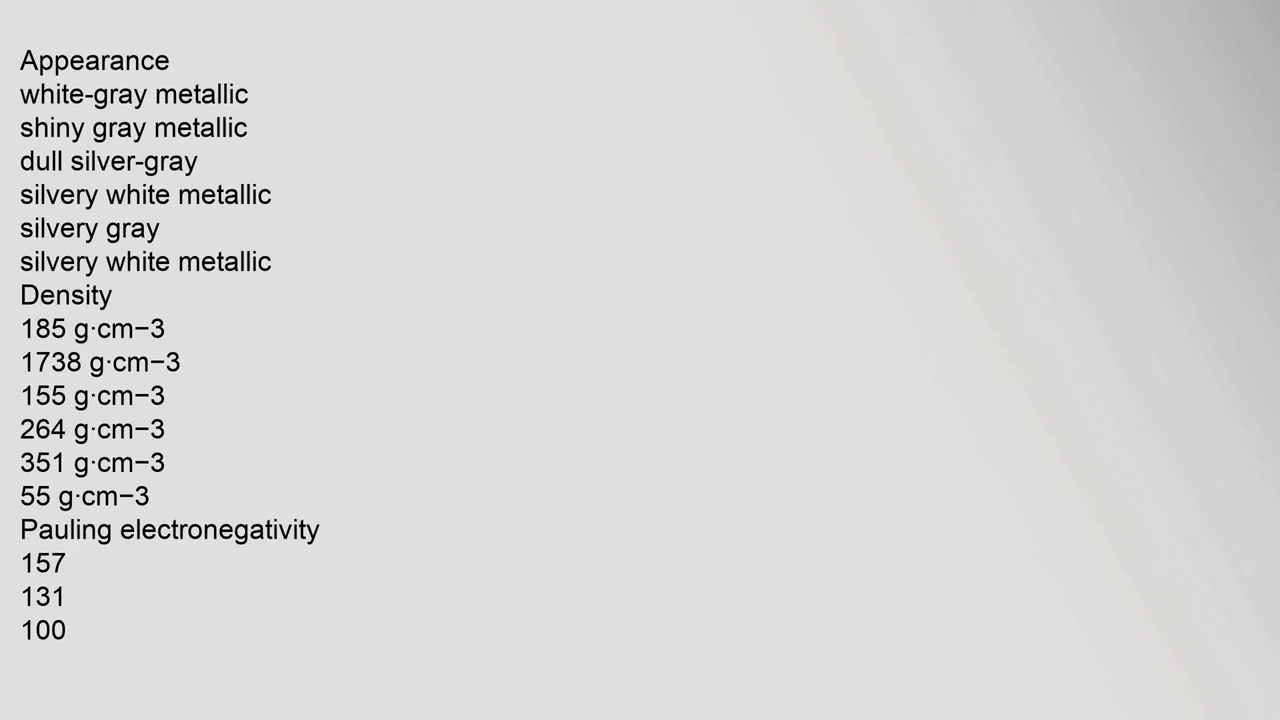 Appearance
white-gray metallic
shiny gray metallic
dull silver-gray
silvery white metallic
silvery gray
silvery white metallic
Density
185 g·cm−3
1738 g·cm−3
155 g·cm−3
264 g·cm−3
351 g·cm−3
55 g·cm−3
Pauling electronegativity
157
131
100